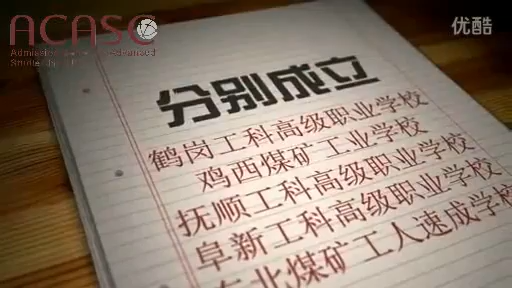 ACASC
优酷
分别成立
鹤岗工科高级职业学校
鸡西煤矿工业学校
抚顺工科高级职业学校
阜新工科高级职业学校
东北煤矿工人速成学校